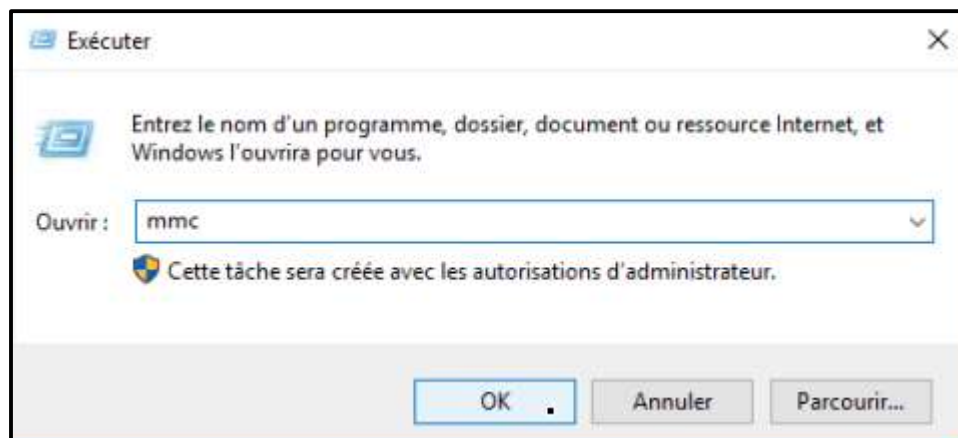 Exécuter
Entrez le nom d'un programme, dossier, document ou ressource Internet, et
Windows l'ouvrira pour vous.
Ouvrir :
mmc
Cette tâche sera créée avec les autorisations d'administrateur.
OK
Annuler
Parcourir...